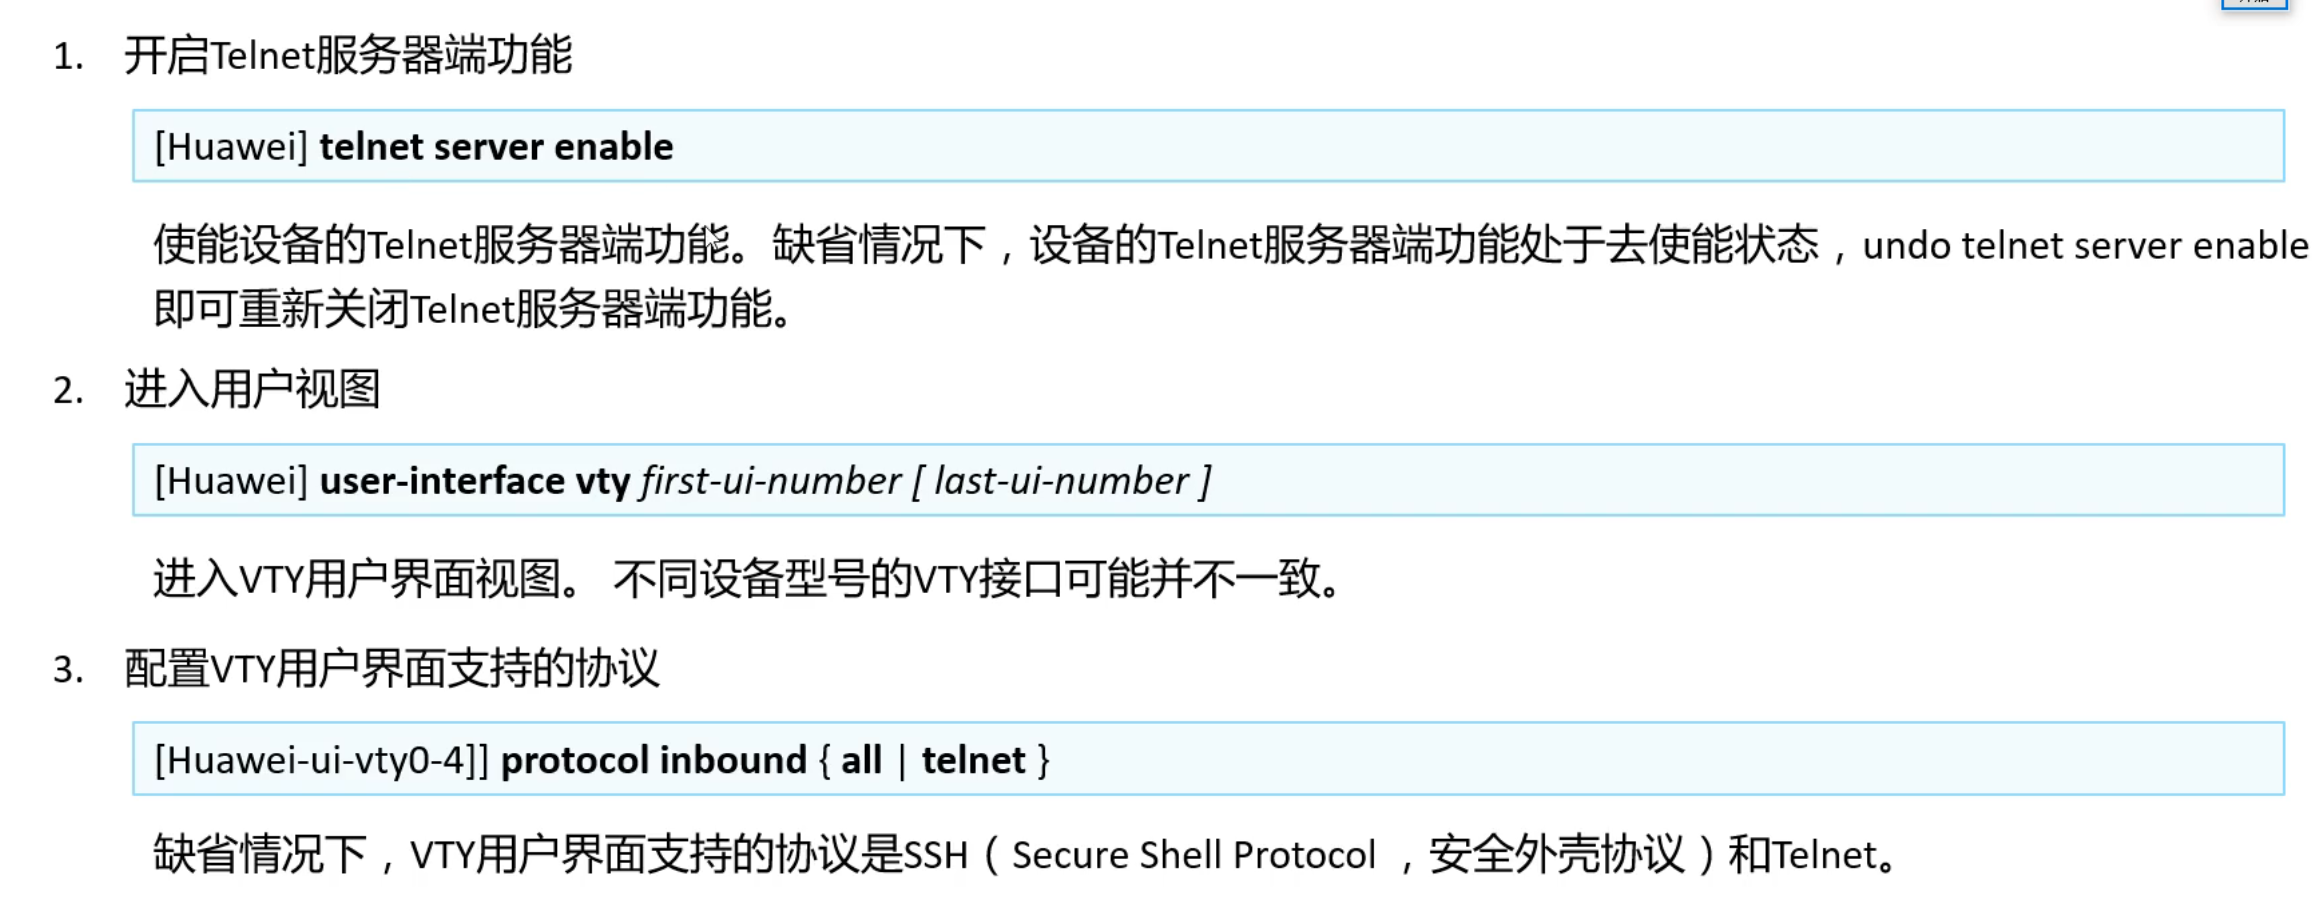 1. 开启Telnet服务器端功能
[Huawei] telnet server enable
使能设备的Telnet服务器端功能。缺省情况下，设备的Telnet服务器端功能处于去使能状态，undo telnet server enable
即可重新关闭Telnet服务器端功能。
2. 进入用户视图
[Huawei] user-interface vty first-ui-number [ last-ui-number ]
进入VTY用户界面视图。 不同设备型号的VTY接口可能并不一致。
3. 配置VTY用户界面支持的协议
[Huawei-ui-vty0-4]] protocol inbound { all | telnet }
缺省情况下，VTY用户界面支持的协议是SSH（Secure Shell Protocol ，安全外壳协议）和Telnet。